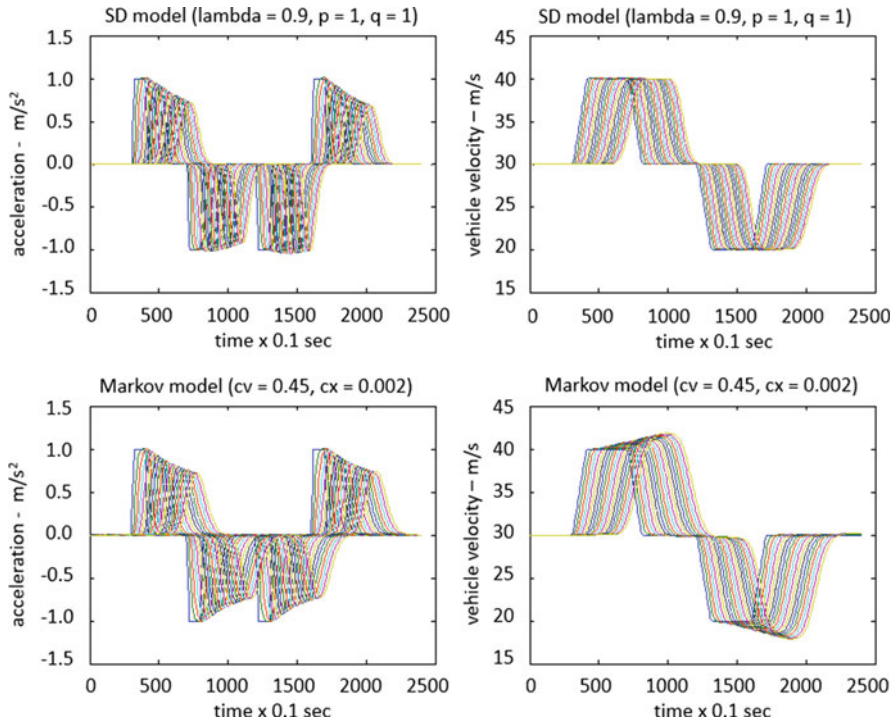 SD model (lambda = 0.9, p = 1, q = 1)
acceleration - m/s²
1.5
1.0
0.5
0.0
-0.5
-1.0
-1.5
0 500 1000 1500 2000 2500
time x 0.1 sec
SD model (lambda = 0.9, p = 1, q = 1)
vehicle velocity – m/s
45
40
35
30
25
20
15
0 500 1000 1500 2000 2500
time x 0.1 sec
Markov model (cv = 0.45, cx = 0.002)
acceleration - m/s²
1.5
1.0
0.5
0.0
-0.5
-1.0
-1.5
0 500 1000 1500 2000 2500
time x 0.1 sec
Markov model (cv = 0.45, cx = 0.002)
vehicle velocity – m/s
45
40
35
30
25
20
15
0 500 1000 1500 2000 2500
time x 0.1 sec